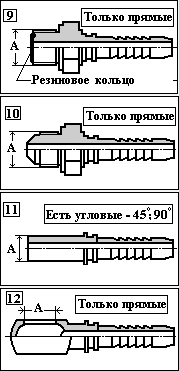 9
Только прямые
А
Резиновое кольцо
10
Только прямые
А
11
Есть угловые - 45°; 90°
А
12
Только прямые
А